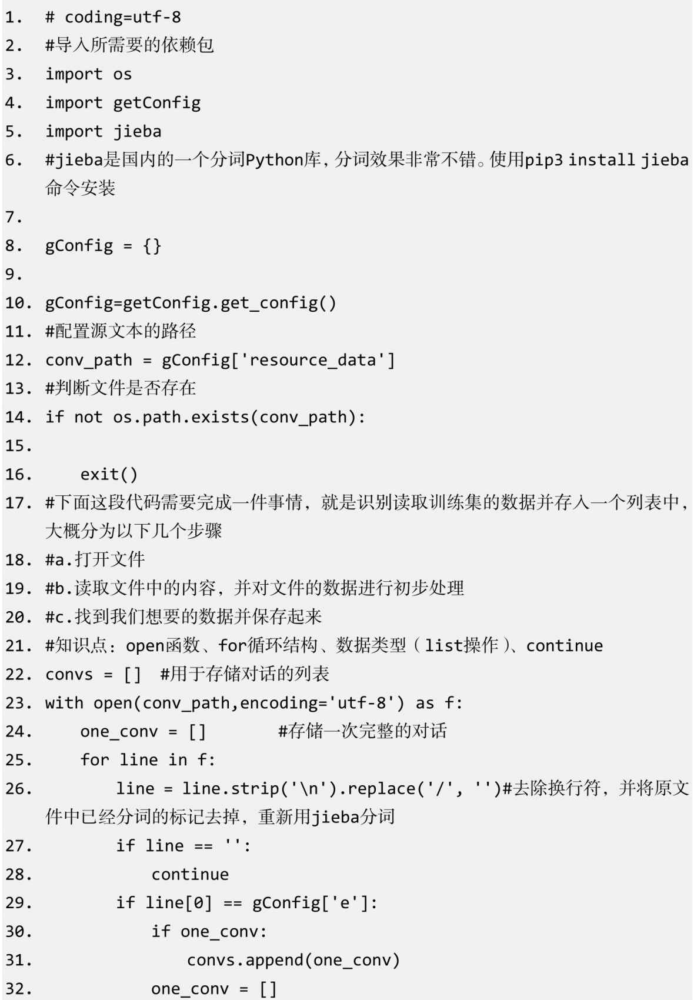 1. # coding=utf-8
2. #导入所需要的依赖包
3. import os
4. import getConfig
5. import jieba
6. #jieba是国内的一个分词Python库，分词效果非常不错。使用pip3 install jieba
命令安装
7.
8. gConfig = {}
9.
10. gConfig=getConfig.get_config()
11. #配置源文本的路径
12. conv_path = gConfig['resource_data']
13. #判断文件是否存在
14. if not os.path.exists(conv_path):
15.
16.     exit()
17. #下面这段代码需要完成一件事情，就是识别读取训练集的数据并存入一个列表中，
大概分为以下几个步骤
18. #a.打开文件
19. #b.读取文件中的内容，并对文件的数据进行初步处理
20. #c.找到我们想要的数据并保存起来
21. #知识点：open函数、for循环结构、数据类型（list操作）、continue
22. convs = []  #用于存储对话的列表
23. with open(conv_path,encoding='utf-8') as f:
24.     one_conv = []        #存储一次完整的对话
25.     for line in f:
26.         line = line.strip('\n').replace('/', '')#去除换行符，并将原文
件中已经分词的标记去掉，重新用jieba分词
27.         if line == '':
28.             continue
29.         if line[0] == gConfig['e']:
30.             if one_conv:
31.                 convs.append(one_conv)
32.             one_conv = []